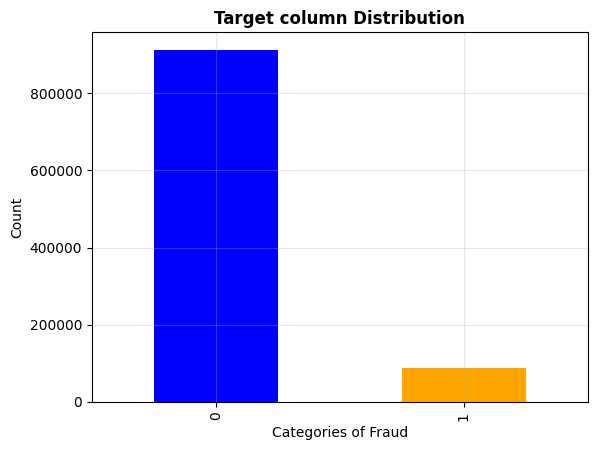 Target column Distribution
800000
600000
400000
200000
0
Count
0
1
Categories of Fraud